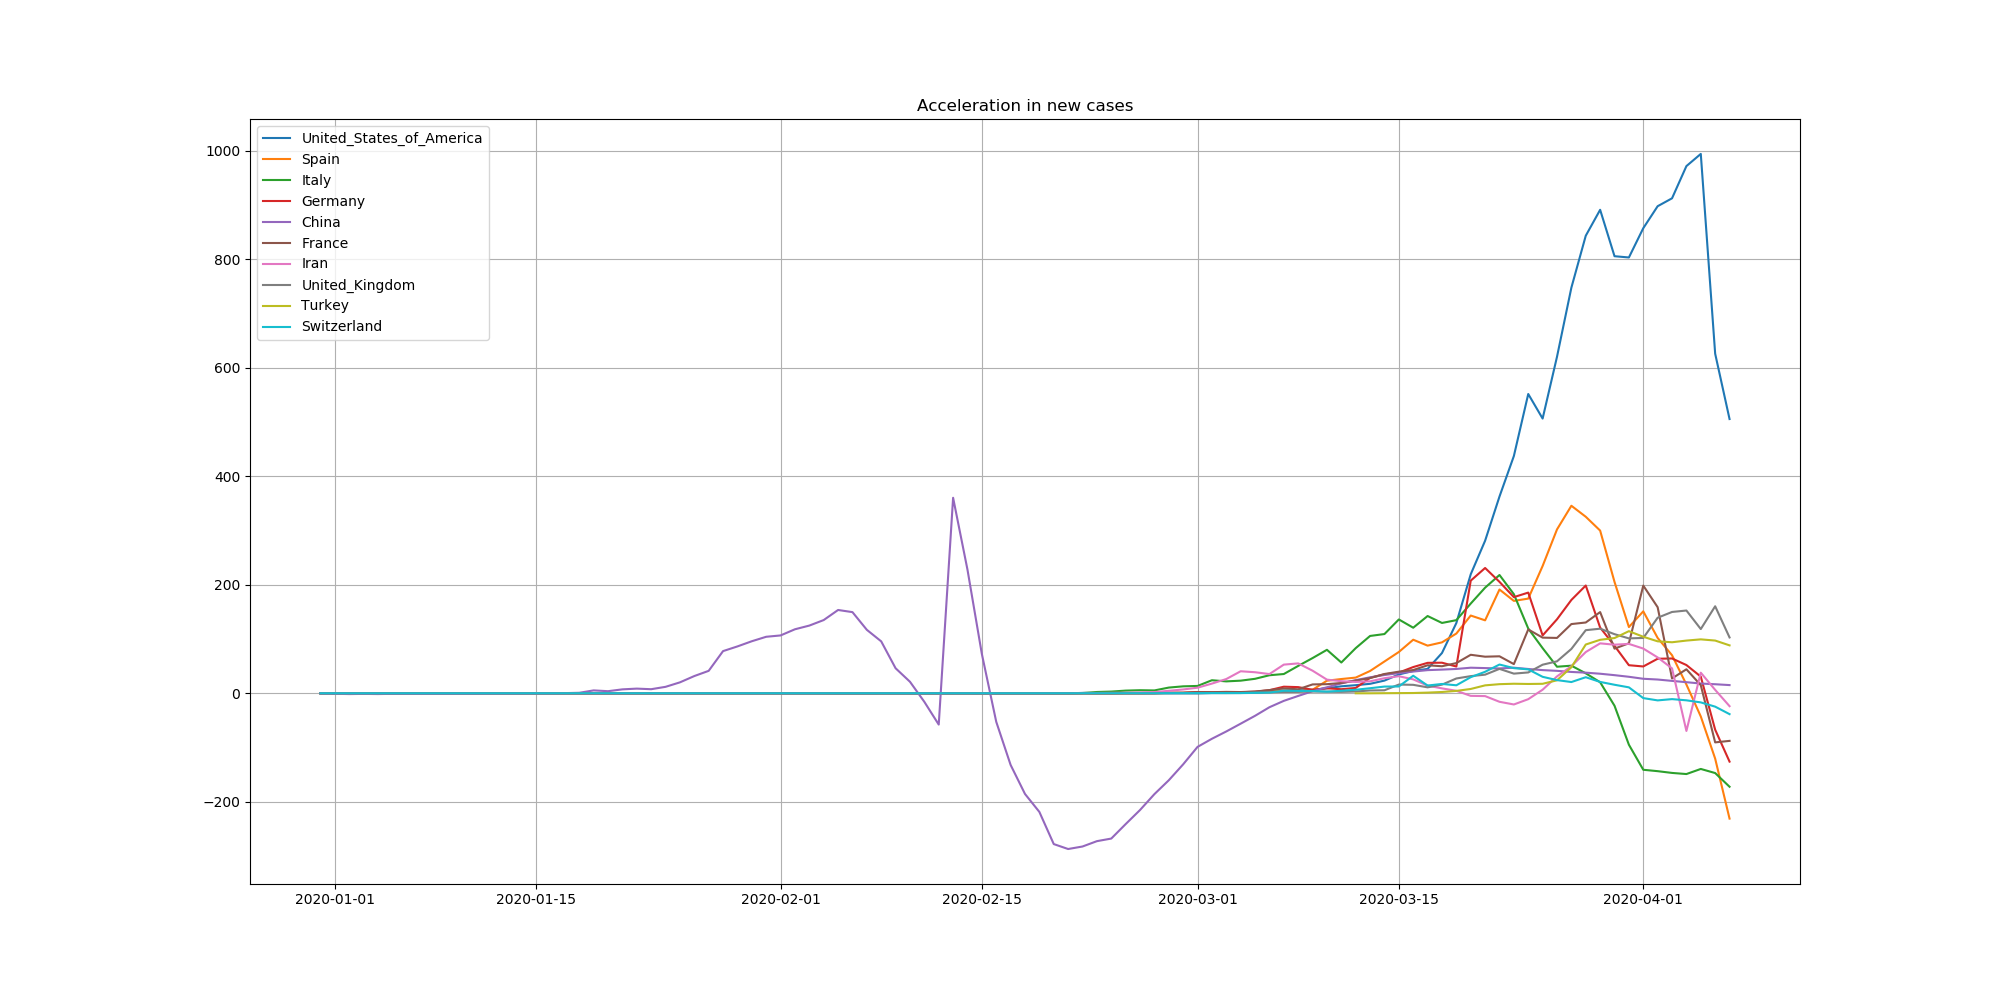 Acceleration in new cases
United_States_of_America
Spain
Italy
Germany
China
France
Iran
United_Kingdom
Turkey
Switzerland
1000
800
600
400
200
0
−200
2020-01-01 2020-01-15 2020-02-01 2020-02-15 2020-03-01 2020-03-15 2020-04-01